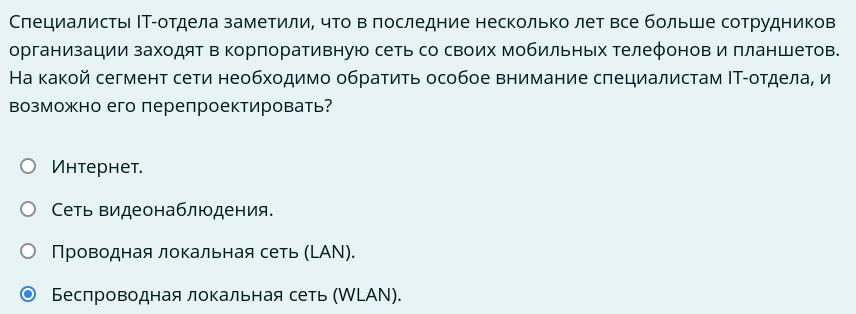 Специалисты IT-отдела заметили, что в последние несколько лет все больше сотрудников
организации заходят в корпоративную сеть со своих мобильных телефонов и планшетов.
На какой сегмент сети необходимо обратить особое внимание специалистам IT-отдела, и
возможно его перепроектировать?
Интернет.
Сеть видеонаблюдения.
Проводная локальная сеть (LAN).
Беспроводная локальная сеть (WLAN).